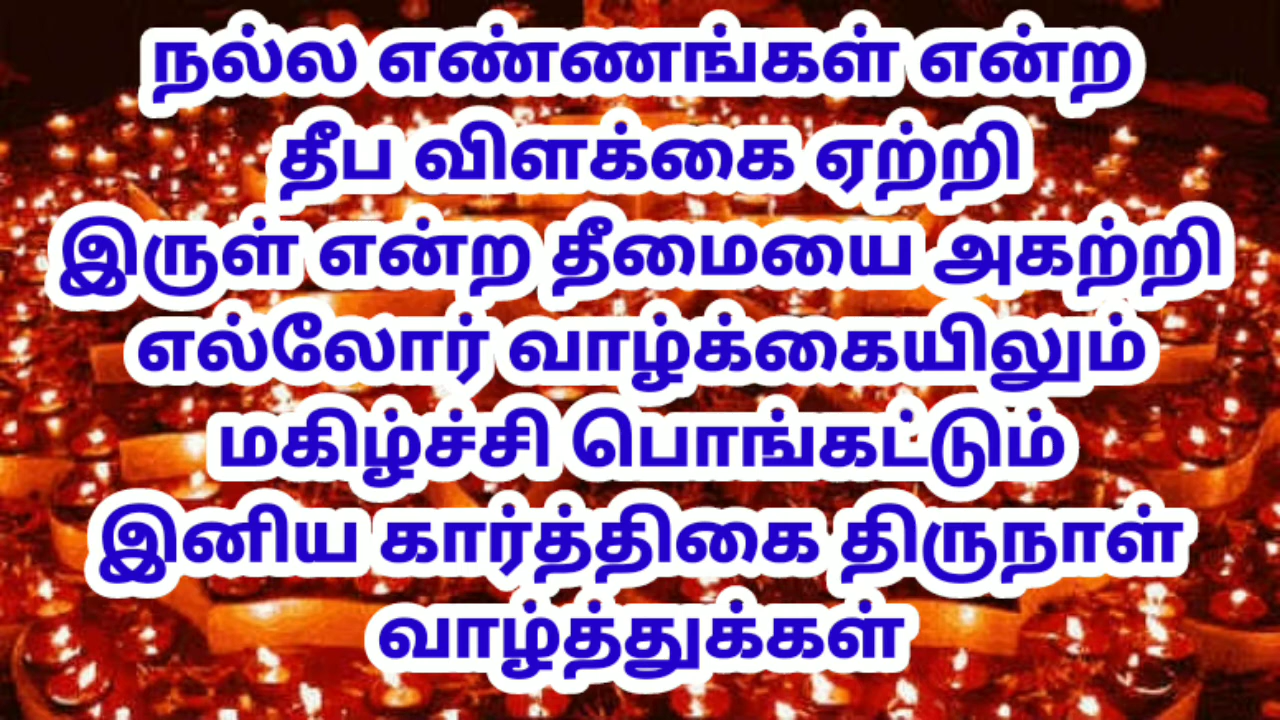 நல்ல எண்ணங்கள் என்ற
தீப விளக்கை ஏற்றி
இருள் என்ற தீமையை அகற்றி
எல்லோர் வாழ்க்கையிலும்
மகிழ்ச்சி பொங்கட்டும்
இனிய கார்த்திகை திருநாள்
வாழ்த்துக்கள்